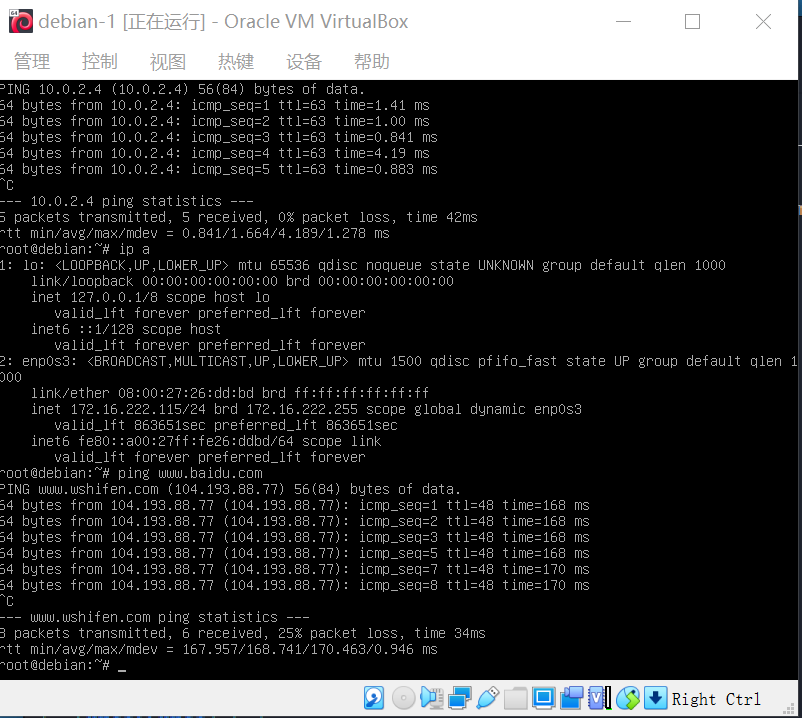 debian-1 [正在运行] - Oracle VM VirtualBox
管理 控制 视图 热键 设备 帮助
PING 10.0.2.4 (10.0.2.4) 56(84) bytes of data.
64 bytes from 10.0.2.4: icmp_seq=1 ttl=63 time=1.41 ms
64 bytes from 10.0.2.4: icmp_seq=2 ttl=63 time=1.00 ms
64 bytes from 10.0.2.4: icmp_seq=3 ttl=63 time=0.841 ms
64 bytes from 10.0.2.4: icmp_seq=4 ttl=63 time=4.19 ms
64 bytes from 10.0.2.4: icmp_seq=5 ttl=63 time=0.883 ms
^C
--- 10.0.2.4 ping statistics ---
5 packets transmitted, 5 received, 0% packet loss, time 42ms
rtt min/avg/max/mdev = 0.841/1.664/4.189/1.278 ms
root@debian:~# ip a
1: lo: <LOOPBACK,UP,LOWER_UP> mtu 65536 qdisc noqueue state UNKNOWN group default qlen 1000
link/loopback 00:00:00:00:00:00 brd 00:00:00:00:00:00
inet 127.0.0.1/8 scope host lo
valid_lft forever preferred_lft forever
inet6 ::1/128 scope host
valid_lft forever preferred_lft forever
2: enp0s3: <BROADCAST,MULTICAST,UP,LOWER_UP> mtu 1500 qdisc pfifo_fast state UP group default qlen 1
000
link/ether 08:00:27:26:dd:bd brd ff:ff:ff:ff:ff:ff
inet 172.16.222.115/24 brd 172.16.222.255 scope global dynamic enp0s3
valid_lft 863651sec preferred_lft 863651sec
inet6 fe80::a00:27ff:fe26:ddbd/64 scope link
valid_lft forever preferred_lft forever
root@debian:~# ping www.baidu.com
PING www.wshifen.com (104.193.88.77) 56(84) bytes of data.
64 bytes from 104.193.88.77 (104.193.88.77): icmp_seq=1 ttl=48 time=168 ms
64 bytes from 104.193.88.77 (104.193.88.77): icmp_seq=2 ttl=48 time=168 ms
64 bytes from 104.193.88.77 (104.193.88.77): icmp_seq=3 ttl=48 time=168 ms
64 bytes from 104.193.88.77 (104.193.88.77): icmp_seq=5 ttl=48 time=168 ms
64 bytes from 104.193.88.77 (104.193.88.77): icmp_seq=7 ttl=48 time=170 ms
64 bytes from 104.193.88.77 (104.193.88.77): icmp_seq=8 ttl=48 time=170 ms
^C
--- www.wshifen.com ping statistics ---
8 packets transmitted, 6 received, 25% packet loss, time 34ms
rtt min/avg/max/mdev = 167.957/168.741/170.463/0.946 ms
root@debian:~# _
Right Ctrl